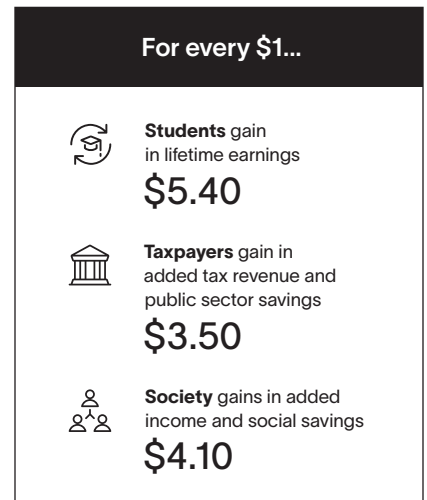 For every $1...
Students gain
in lifetime earnings
$5.40
Taxpayers gain in
added tax revenue and
public sector savings
$3.50
Society gains in added
income and social savings
$4.10